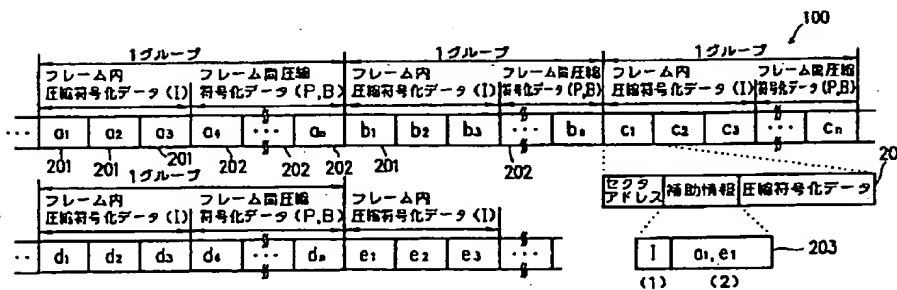 100
1グループ 1グループ 1グループ
フレーム内 フレーム間圧縮 フレーム内 フレーム間圧縮 フレーム内 フレーム間圧縮
圧縮符号化データ(I) 符号化データ(P,B) 圧縮符号化データ(I) 符号化データ(P,B) 圧縮符号化データ(I) 符号化データ(P,B)
… a1 a2 a3 a4 … an b1 b2 b3 … bn c1 c2 c3 … cn
201 201 201 202 202 202 201 202
1グループ
フレーム内 フレーム間圧縮 フレーム内
圧縮符号化データ(I) 符号化データ(P,B) 圧縮符号化データ(I)
‥ d1 d2 d3 d4 … dn e1 e2 e3 …
セクタ
アドレス 補助情報 圧縮符号化データ 20
I a1,e1 203
(1) (2)